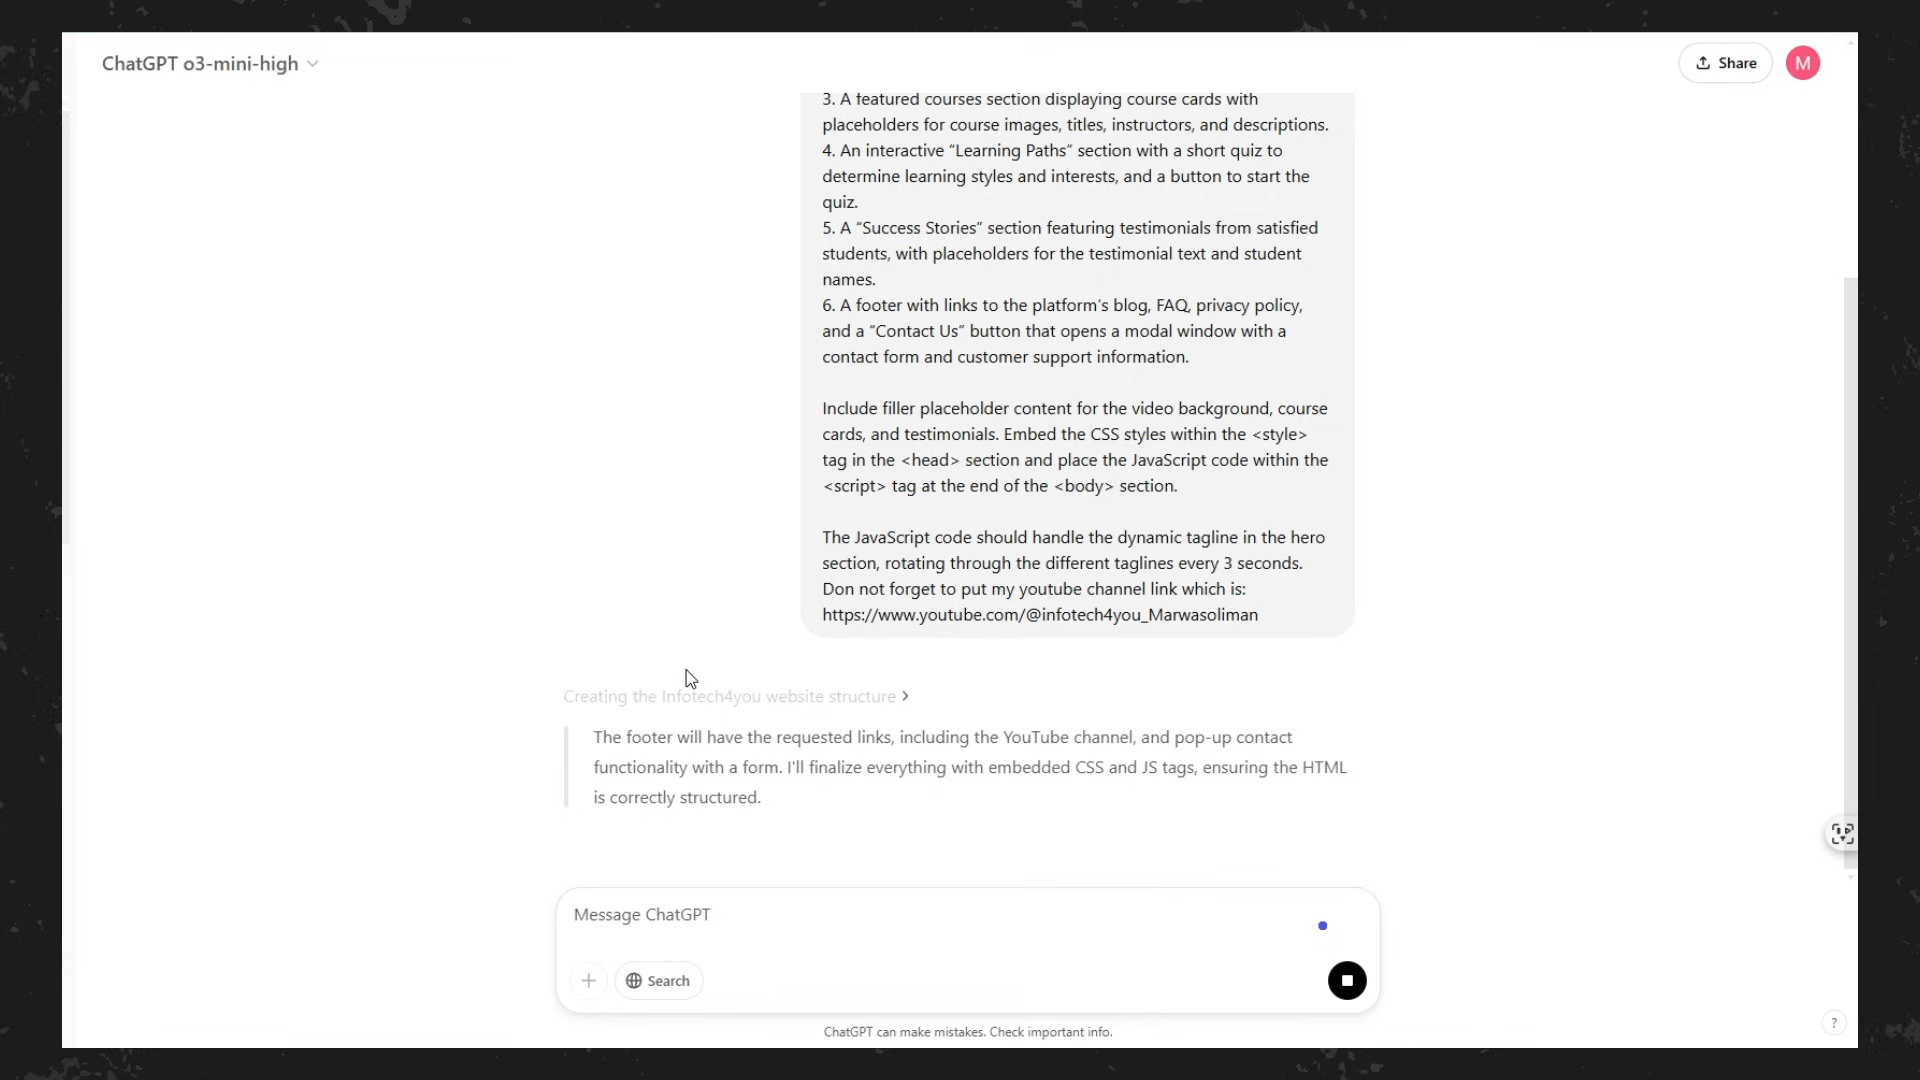 ChatGPT o3-mini-high
Share
M
3. A featured courses section displaying course cards with
placeholders for course images, titles, instructors, and descriptions.
4. An interactive “Learning Paths” section with a short quiz to
determine learning styles and interests, and a button to start the
quiz.
5. A “Success Stories” section featuring testimonials from satisfied
students, with placeholders for the testimonial text and student
names.
6. A footer with links to the platform’s blog, FAQ, privacy policy,
and a “Contact Us” button that opens a modal window with a
contact form and customer support information.
Include filler placeholder content for the video background, course
cards, and testimonials. Embed the CSS styles within the <style>
tag in the <head> section and place the JavaScript code within the
<script> tag at the end of the <body> section.
The JavaScript code should handle the dynamic tagline in the hero
section, rotating through the different taglines every 3 seconds.
Don not forget to put my youtube channel link which is:
https://www.youtube.com/@infotech4you_Marwasoliman
Creating the Infotech4you website structure
The footer will have the requested links, including the YouTube channel, and pop-up contact
functionality with a form. I'll finalize everything with embedded CSS and JS tags, ensuring the HTML
is correctly structured.
Message ChatGPT
Search
ChatGPT can make mistakes. Check important info.
?